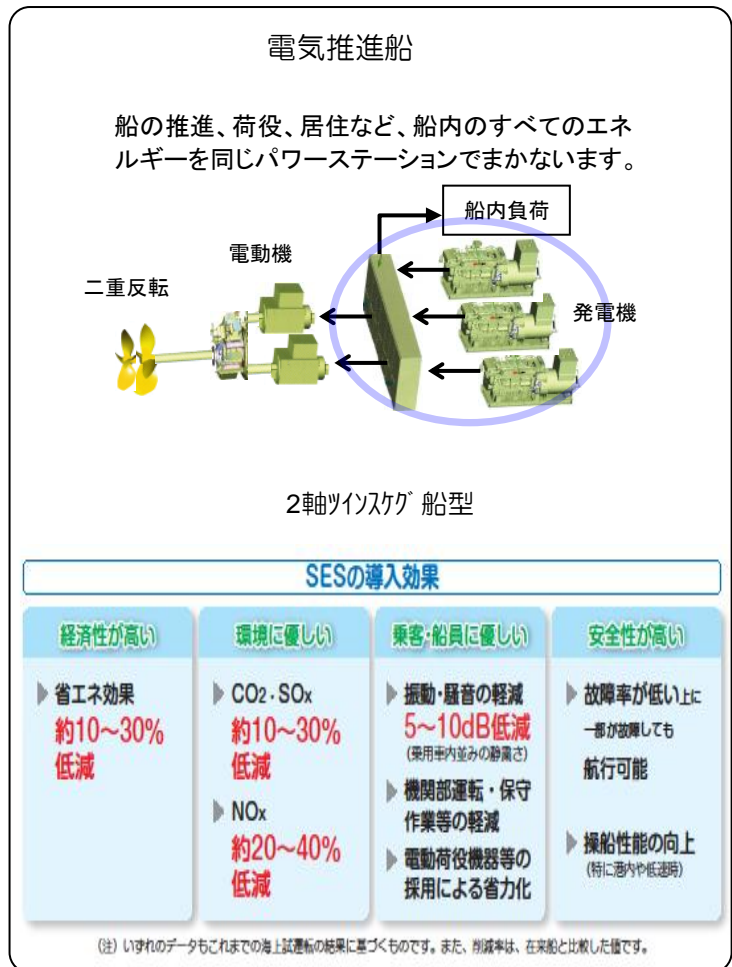 電気推進船
船の推進、荷役、居住など、船内のすべてのエネ
ルギーを同じパワーステーションでまかないます。
船内負荷
電動機
二重反転
発電機
2軸ツインスケグ船型
SESの導入効果
経済性が高い
▶ 省エネ効果
約10～30%
低減
環境に優しい
▶ CO2・SOx
約10～30%
低減
▶ NOx
約20～40%
低減
乗客・船員に優しい
▶ 振動・騒音の軽減
5～10dB低減
(乗用車内並みの静粛さ)
▶ 機関部運転・保守
作業等の軽減
▶ 電動荷役機器等の
採用による省力化
安全性が高い
▶ 故障率が低い上に
一部が故障しても
航行可能
▶ 操船性能の向上
(特に港内や低速時)
(注) いずれのデータもこれまでの海上試運転の結果に基づくものです。また、削減率は、在来船と比較した値です。